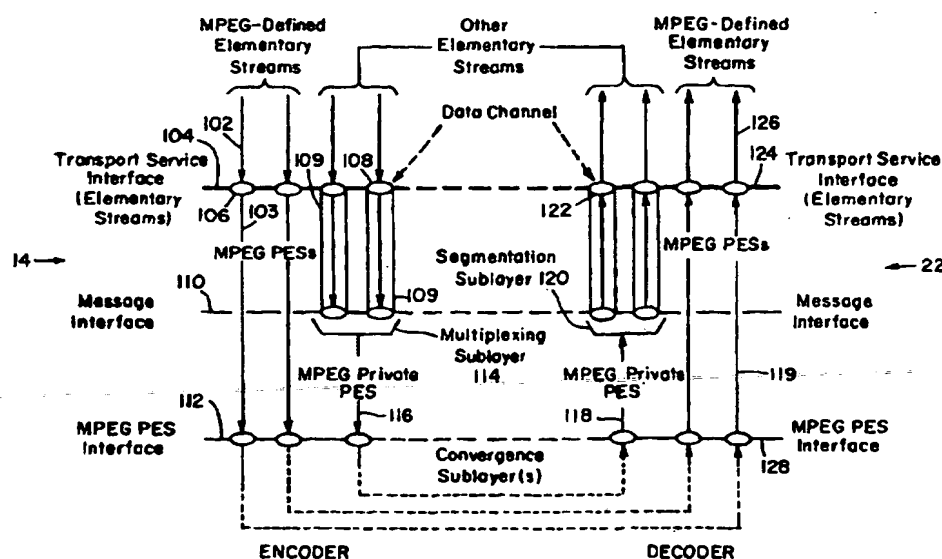 MPEG-Defined
Elementary
Streams
Other
Elementary
Streams
MPEG-Defined
Elementary
Streams
102
104
109
108
Data Channel
126
124
Transport Service
Interface
(Elementary
Streams)
106
103
122
Transport Service
Interface
(Elementary
Streams)
MPEG PESs
MPEG PESs
14
Segmentation
Sublayer
120
22
110
Message
Interface
109
Message
Interface
Multiplexing
Sublayer
114
MPEG Private
PES
MPEG Private
PES
119
112
116
118
MPEG PES
Interface
Convergence
Sublayer(s)
128
MPEG PES
Interface
ENCODER
DECODER